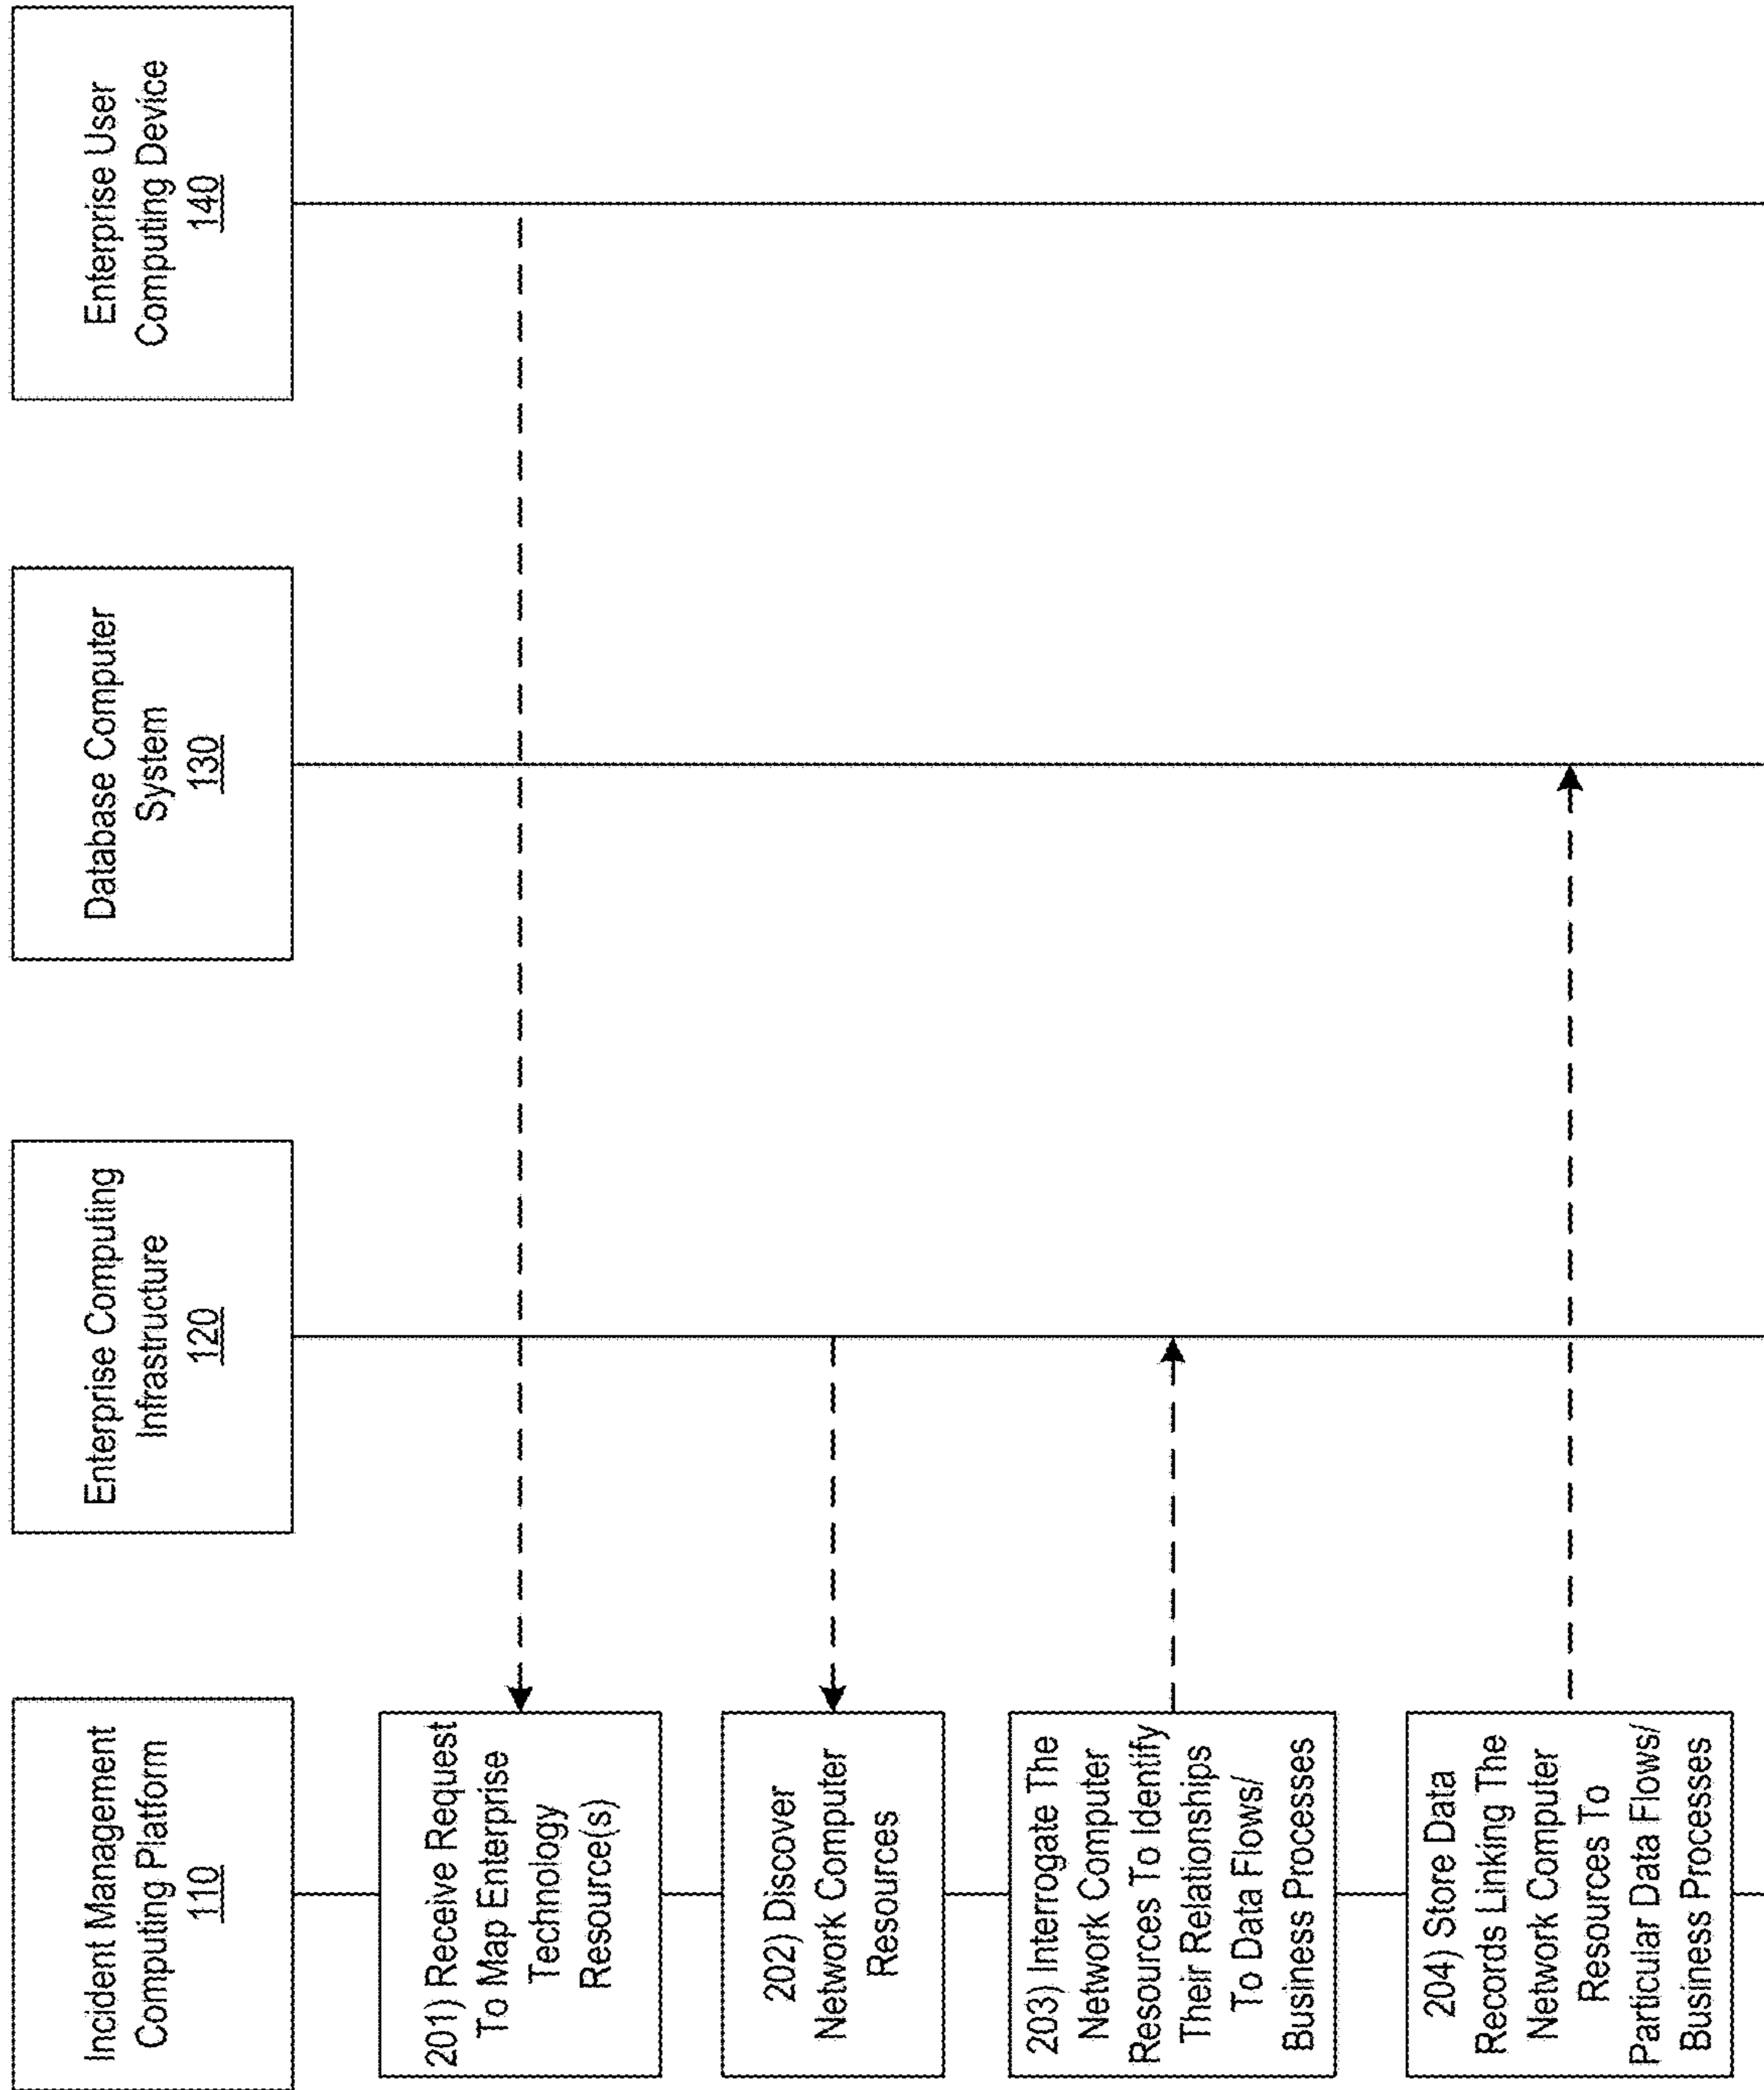 Incident Management
Computing Platform
110
Enterprise Computing
Infrastructure
120
Database Computer
System
130
Enterprise User
Computing Device
140
201) Receive Request
To Map Enterprise
Technology
Resource(s)
202) Discover
Network Computer
Resources
203) Interrogate The
Network Computer
Resources To Identify
Their Relationships
To Data Flows/
Business Processes
204) Store Data
Records Linking The
Network Computer
Resources To
Particular Data Flows/
Business Processes